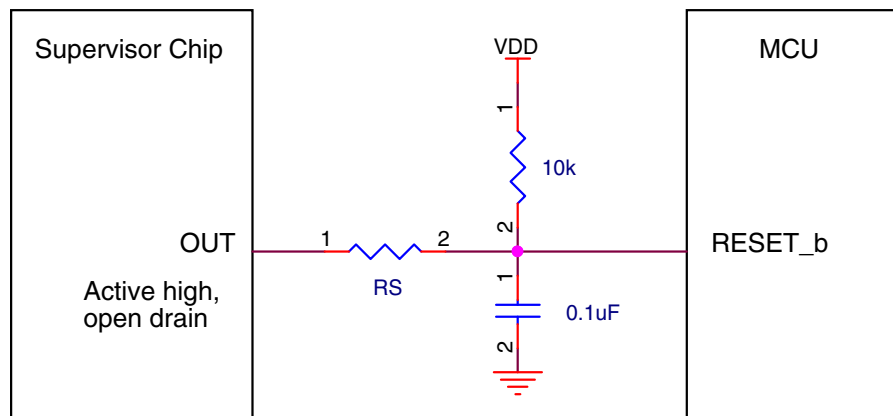 Supervisor Chip
VDD
MCU
1
10k
2
OUT
1
2
RESET_b
RS
1
0.1uF
2
Active high,
open drain